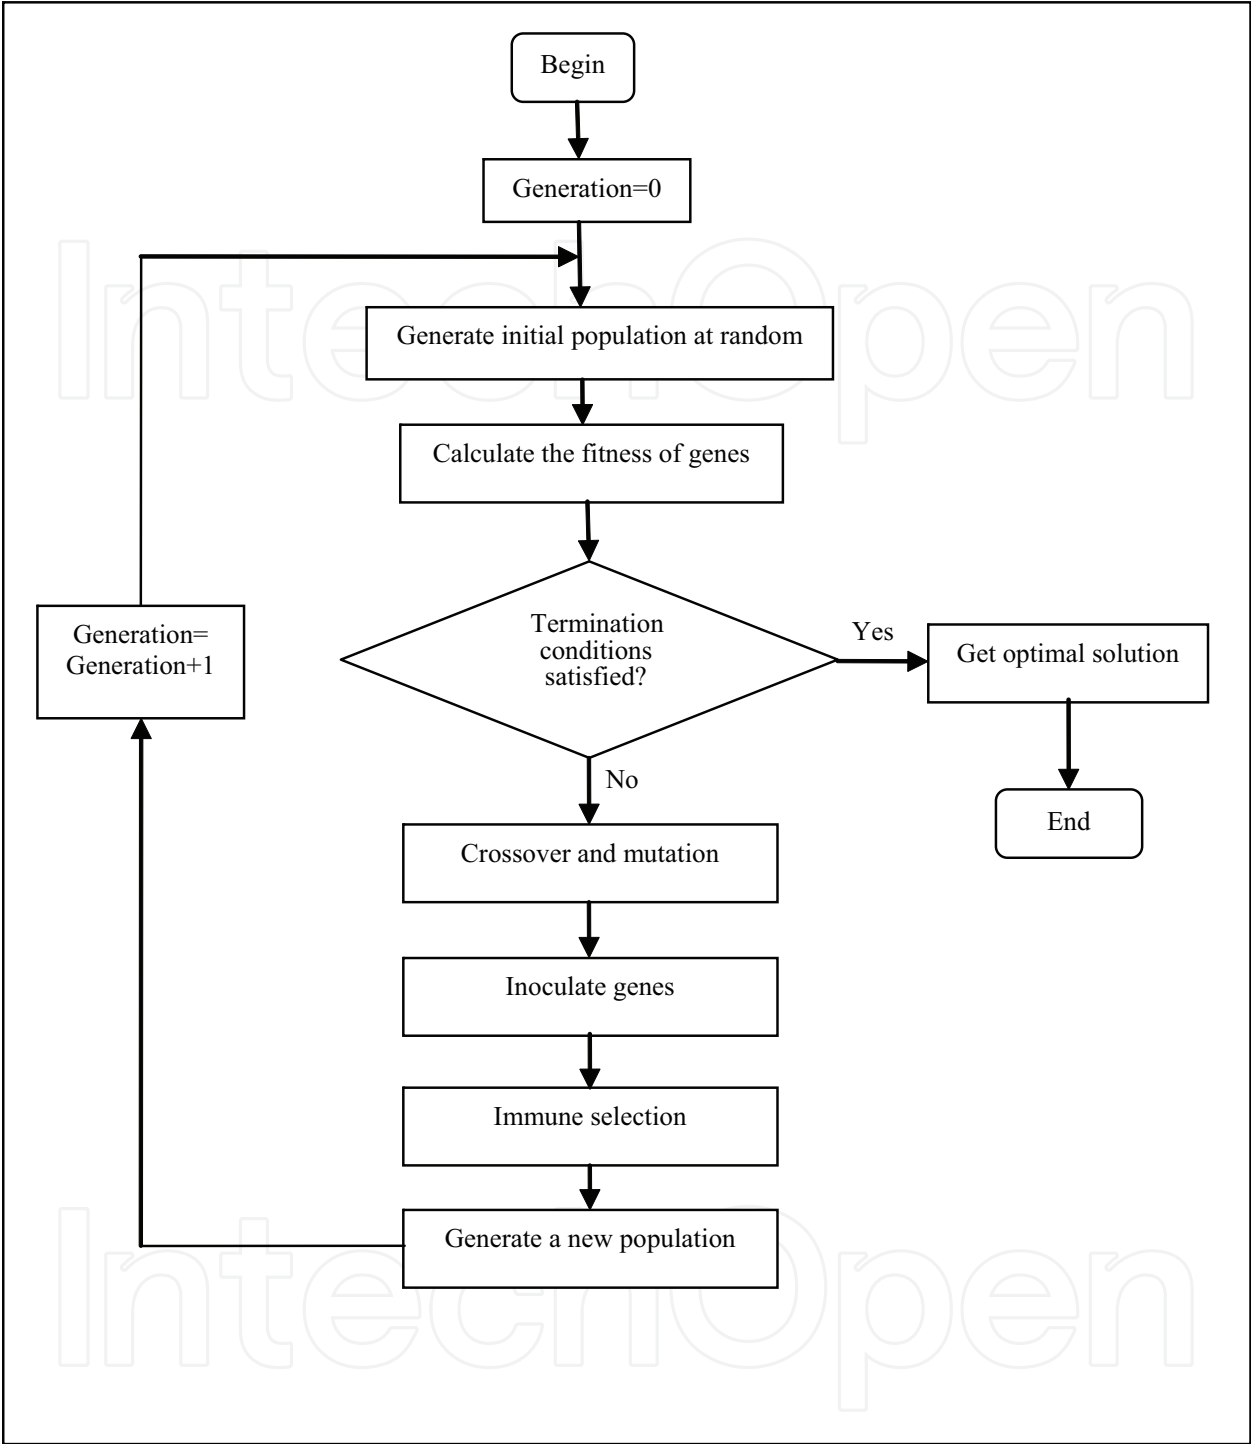 Begin
Generation=0
Generate initial population at random
Calculate the fitness of genes
Termination
conditions
satisfied?
Yes
Get optimal solution
End
No
Generation=
Generation+1
Crossover and mutation
Inoculate genes
Immune selection
Generate a new population
IntechOpen
IntechOpen